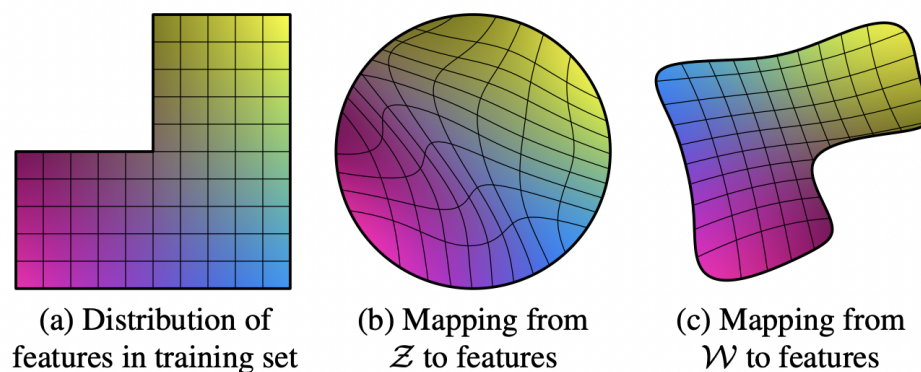 (a) Distribution of
features in training set
(b) Mapping from
𝒵 to features
(c) Mapping from
𝒲 to features